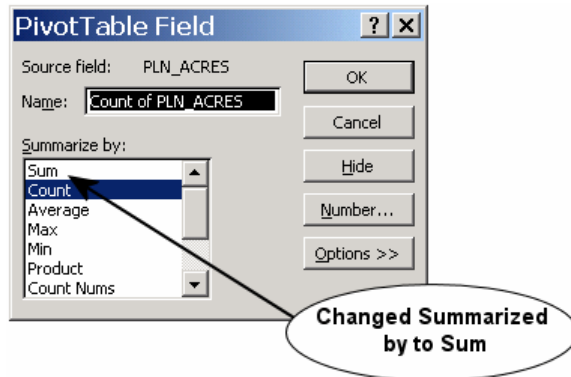 PivotTable Field ? X
Source field: PLN_ACRES
Name: Count of PLN_ACRES
Summarize by:
Sum
Count
Average
Max
Min
Product
Count Nums
OK
Cancel
Hide
Number...
Options >>
Changed Summarized
by to Sum